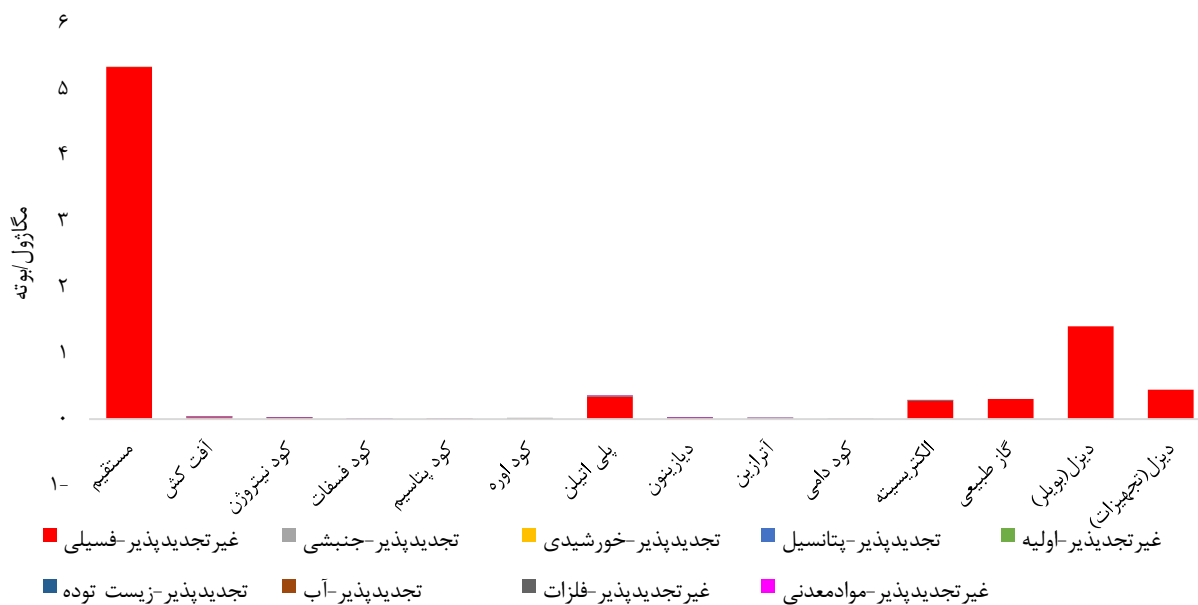 ۶
۵
۴
۳
۲
۱
۰
-۱
مگاژول/بوته
مستقیم
آفت کش
کود نیتروژن
کود فسفات
کود پتاسیم
کود اوره
پلی اتیلن
دیازینون
آترازین
کود دامی
الکتریسیته
گاز طبیعی
دیزل(بویلر)
دیزل(تجهیزات)
غیرتجدیدپذیر-فسیلی
تجدیدپذیر-جنبشی
تجدیدپذیر-خورشیدی
تجدیدپذیر-پتانسیل
غیرتجدیذیر-اولیه
تجدیدپذیر-زیست توده
تجدیدپذیر-آب
غیرتجدیدپذیر-فلزات
غیرتجدیدپذیر-موادمعدنی